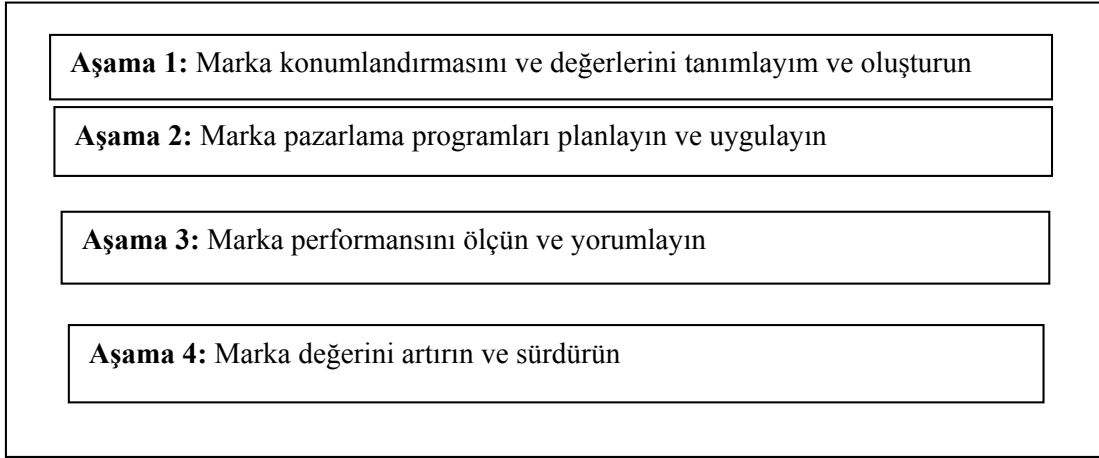 Aşama 1: Marka konumlandırmasını ve değerlerini tanımlayım ve oluşturun
Aşama 2: Marka pazarlama programları planlayın ve uygulayın
Aşama 3: Marka performansını ölçün ve yorumlayın
Aşama 4: Marka değerini artırın ve sürdürün